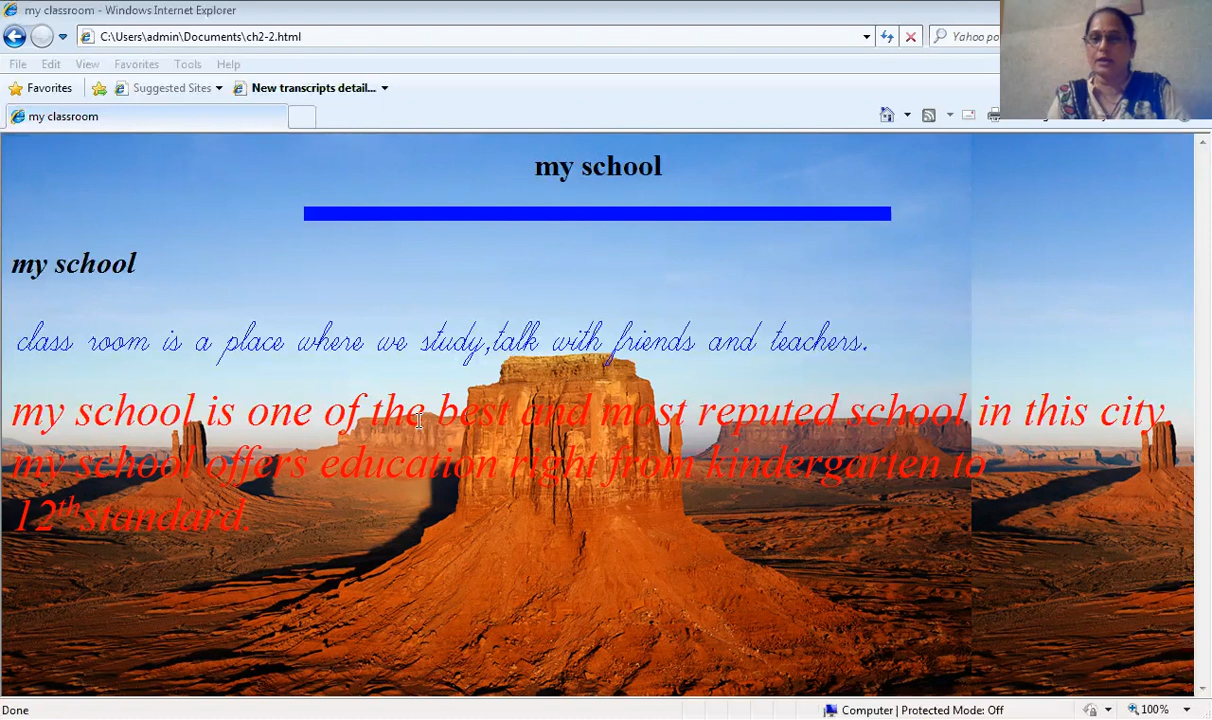 my classroom - Windows Internet Explorer
C:\Users\admin\Documents\ch2-2.html
Yahoo po
File Edit View Favorites Tools Help
Favorites Suggested Sites New transcripts detail...
my classroom
my school
my school
class room is a place where we study,talk with friends and teachers.
my school is one of the best and most reputed school in this city.
my school offers education right from kindergarten to
12thstandard.
Done Computer | Protected Mode: Off 100%